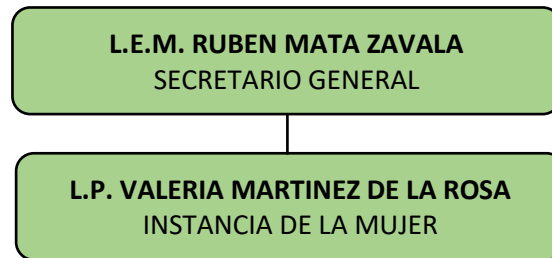 L.E.M. RUBEN MATA ZAVALA
SECRETARIO GENERAL
L.P. VALERIA MARTINEZ DE LA ROSA
INSTANCIA DE LA MUJER